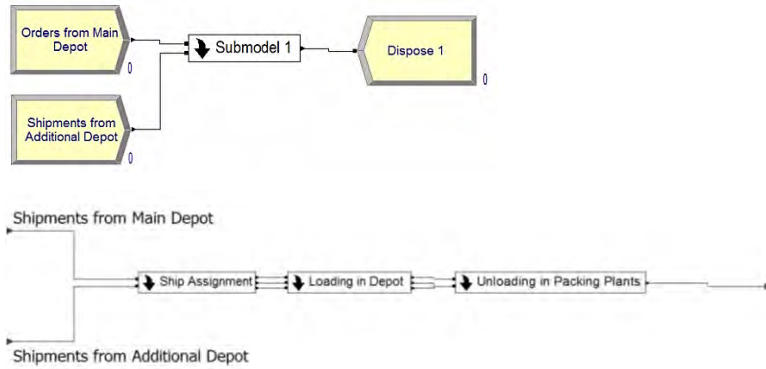 Orders from Main
Depot
0
Submodel 1
Dispose 1
0
Shipments from
Additional Depot
0
Shipments from Main Depot
Ship Assignment
Loading in Depot
Unloading in Packing Plants
Shipments from Additional Depot